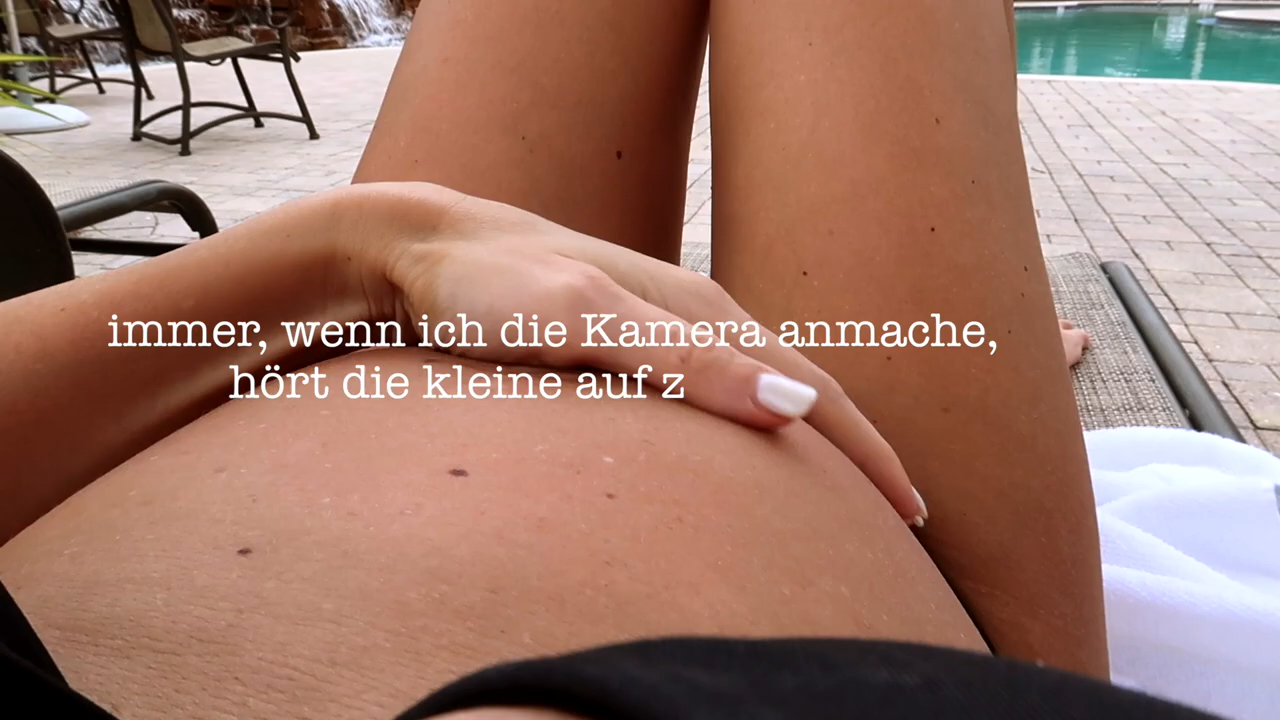 immer, wenn ich die Kamera anmache,
hört die kleine auf z